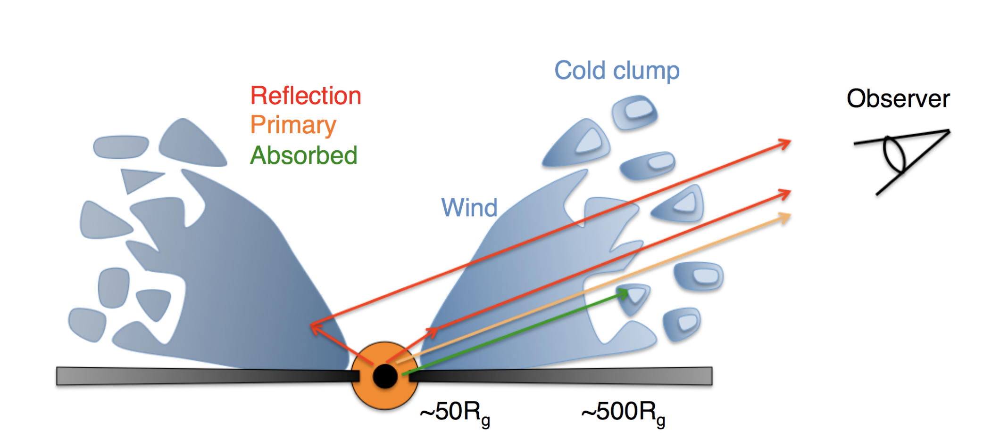 Cold clump
Reflection
Primary
Absorbed
Observer
Wind
~50Rg
~500Rg